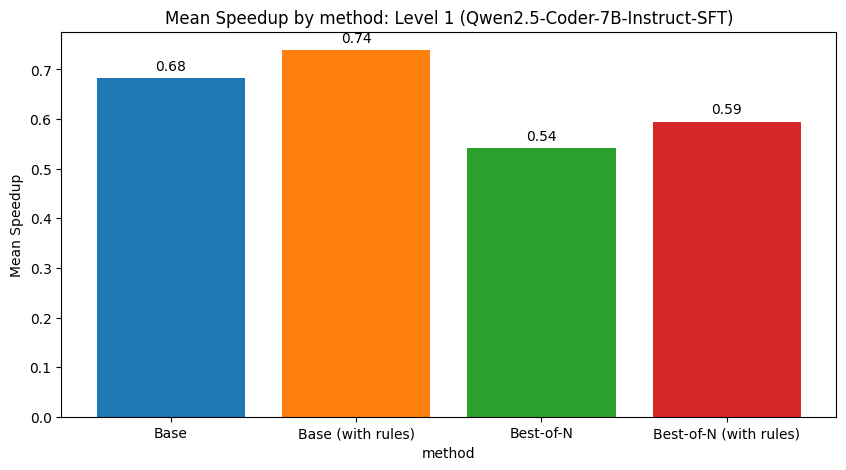 Mean Speedup by method: Level 1 (Qwen2.5-Coder-7B-Instruct-SFT)
Mean Speedup
0.7
0.6
0.5
0.4
0.3
0.2
0.1
0.0
0.68
0.74
0.54
0.59
Base
Base (with rules)
Best-of-N
Best-of-N (with rules)
method